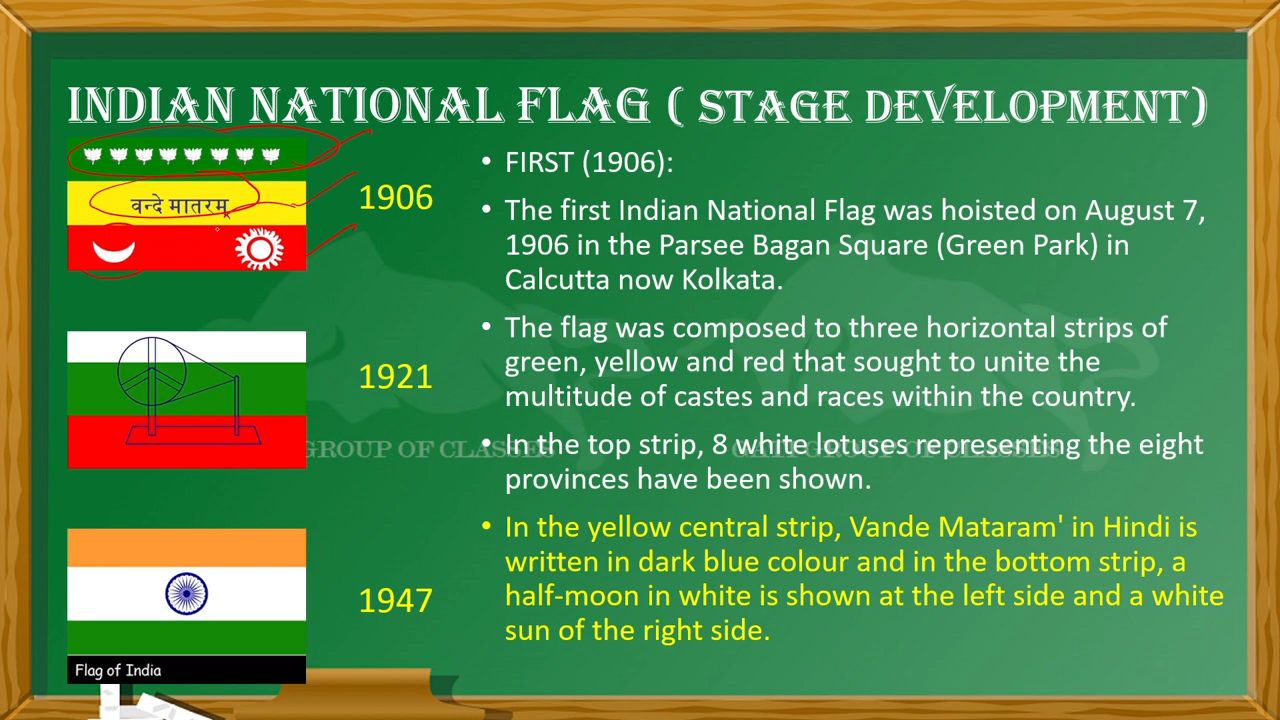 INDIAN NATIONAL FLAG ( STAGE DEVELOPMENT)
वन्दे मातरम्
1906
1921
1947
Flag of India
• FIRST (1906):
• The first Indian National Flag was hoisted on August 7,
1906 in the Parsee Bagan Square (Green Park) in
Calcutta now Kolkata.
• The flag was composed to three horizontal strips of
green, yellow and red that sought to unite the
multitude of castes and races within the country.
• In the top strip, 8 white lotuses representing the eight
provinces have been shown.
• In the yellow central strip, Vande Mataram' in Hindi is
written in dark blue colour and in the bottom strip, a
half-moon in white is shown at the left side and a white
sun of the right side.
GROUP OF CLASSES
GROUP OF CLASSES